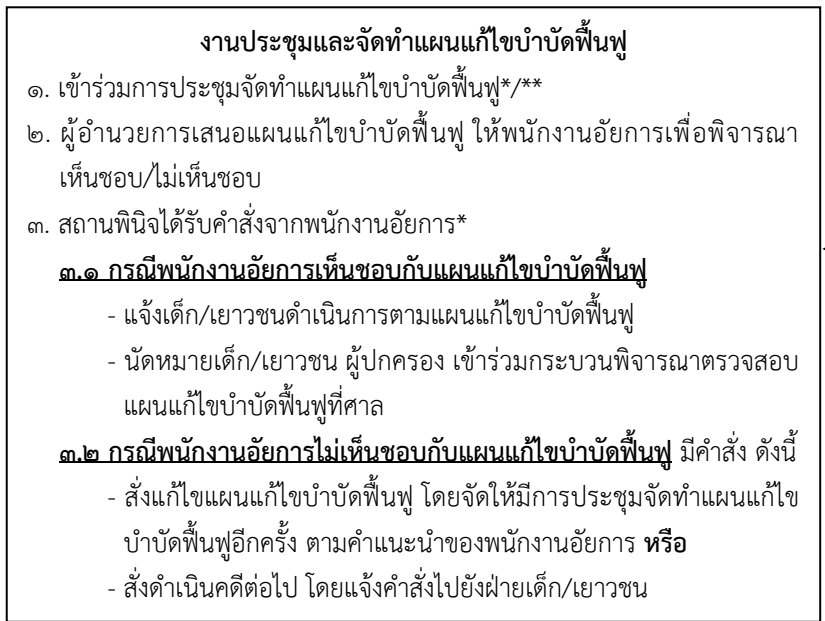 งานประชุมและจัดทำแผนแก้ไขบำบัดฟื้นฟู
๑. เข้าร่วมการประชุมจัดทำแผนแก้ไขบำบัดฟื้นฟู*/**
๒. ผู้อำนวยการเสนอแผนแก้ไขบำบัดฟื้นฟู ให้พนักงานอัยการเพื่อพิจารณา
เห็นชอบ/ไม่เห็นชอบ
๓. สถานพินิจได้รับคำสั่งจากพนักงานอัยการ*
๓.๑ กรณีพนักงานอัยการเห็นชอบกับแผนแก้ไขบำบัดฟื้นฟู
- แจ้งเด็ก/เยาวชนดำเนินการตามแผนแก้ไขบำบัดฟื้นฟู
- นัดหมายเด็ก/เยาวชน ผู้ปกครอง เข้าร่วมกระบวนพิจารณาตรวจสอบ
แผนแก้ไขบำบัดฟื้นฟูที่ศาล
๓.๒ กรณีพนักงานอัยการไม่เห็นชอบกับแผนแก้ไขบำบัดฟื้นฟู มีคำสั่ง ดังนี้
- สั่งแก้ไขแผนแก้ไขบำบัดฟื้นฟู โดยจัดให้มีการประชุมจัดทำแผนแก้ไข
บำบัดฟื้นฟูอีกครั้ง ตามคำแนะนำของพนักงานอัยการ หรือ
- สั่งดำเนินคดีต่อไป โดยแจ้งคำสั่งไปยังฝ่ายเด็ก/เยาวชน